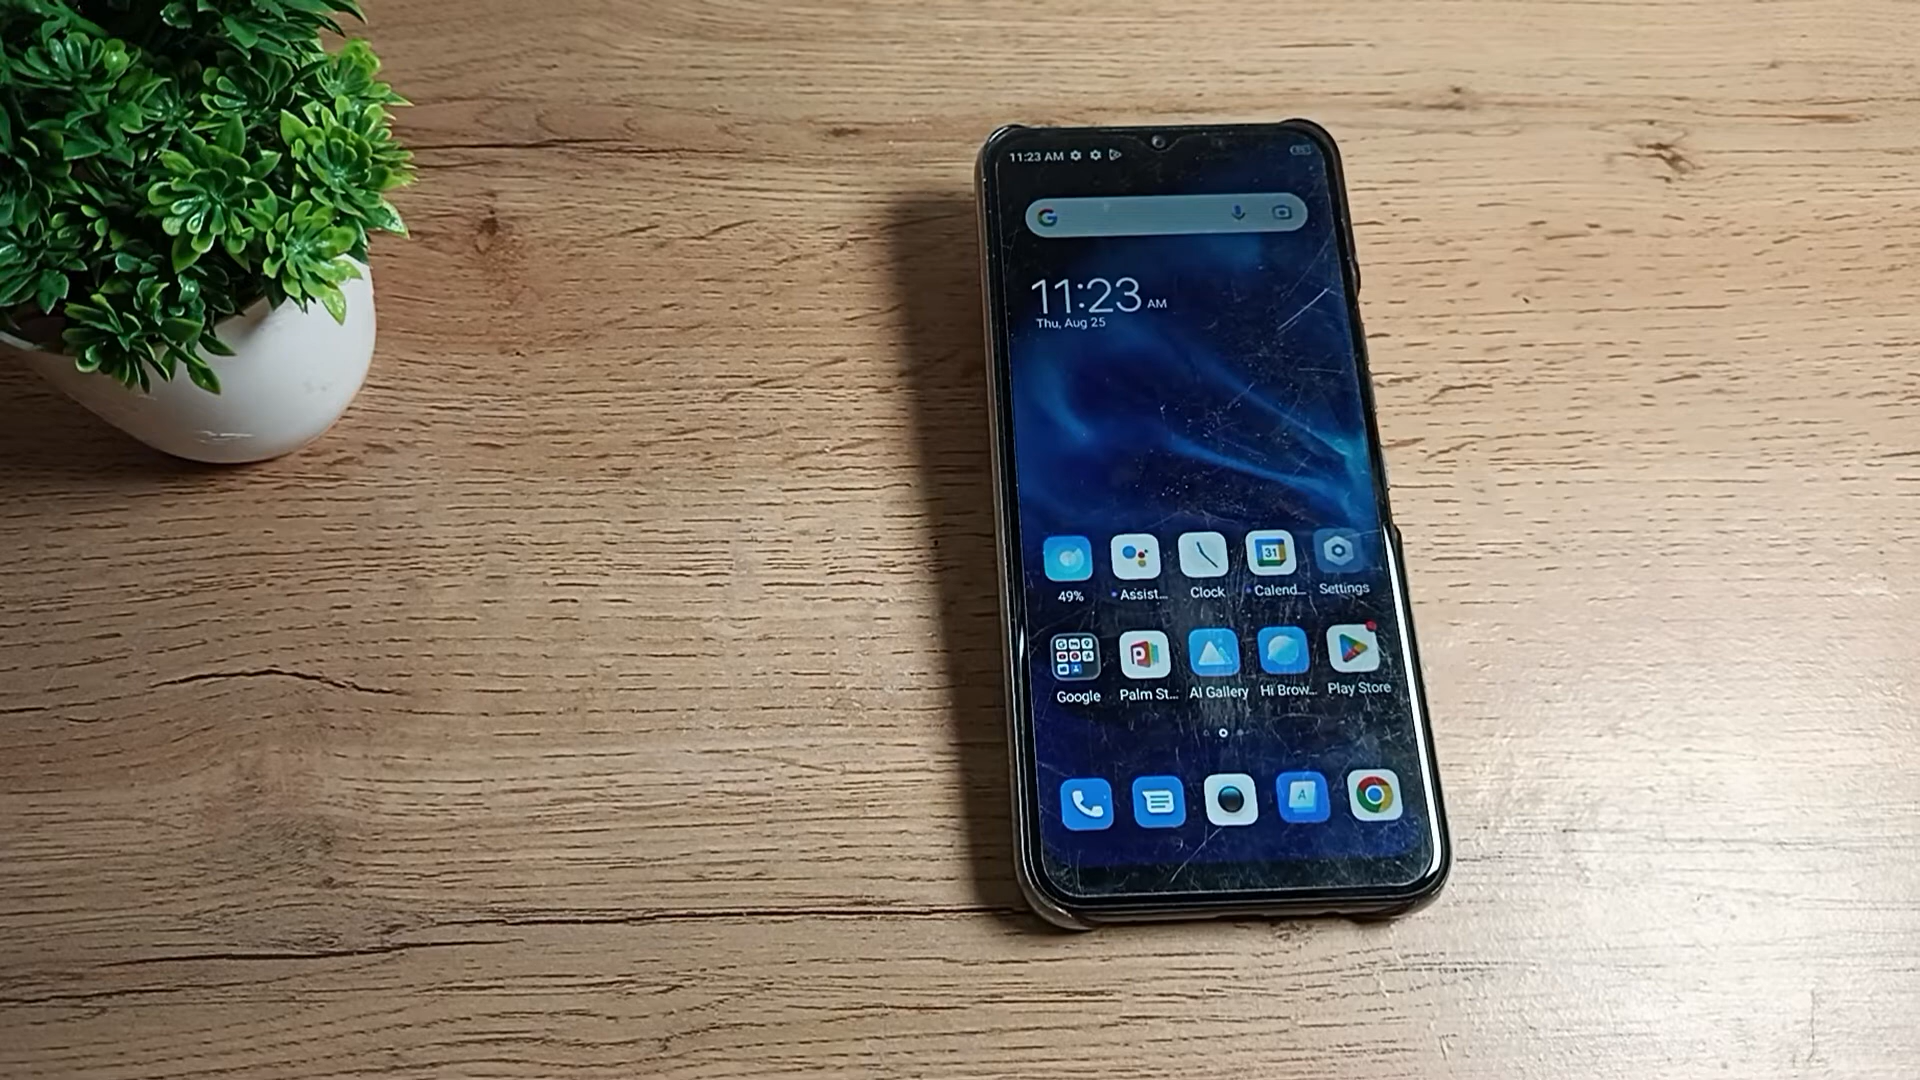 11:23 AM
G
11:23 AM
Thu, Aug 25
31
49% Assist... Clock Calend... Settings
Google Palm St... AI Gallery Hi Brow... Play Store
A